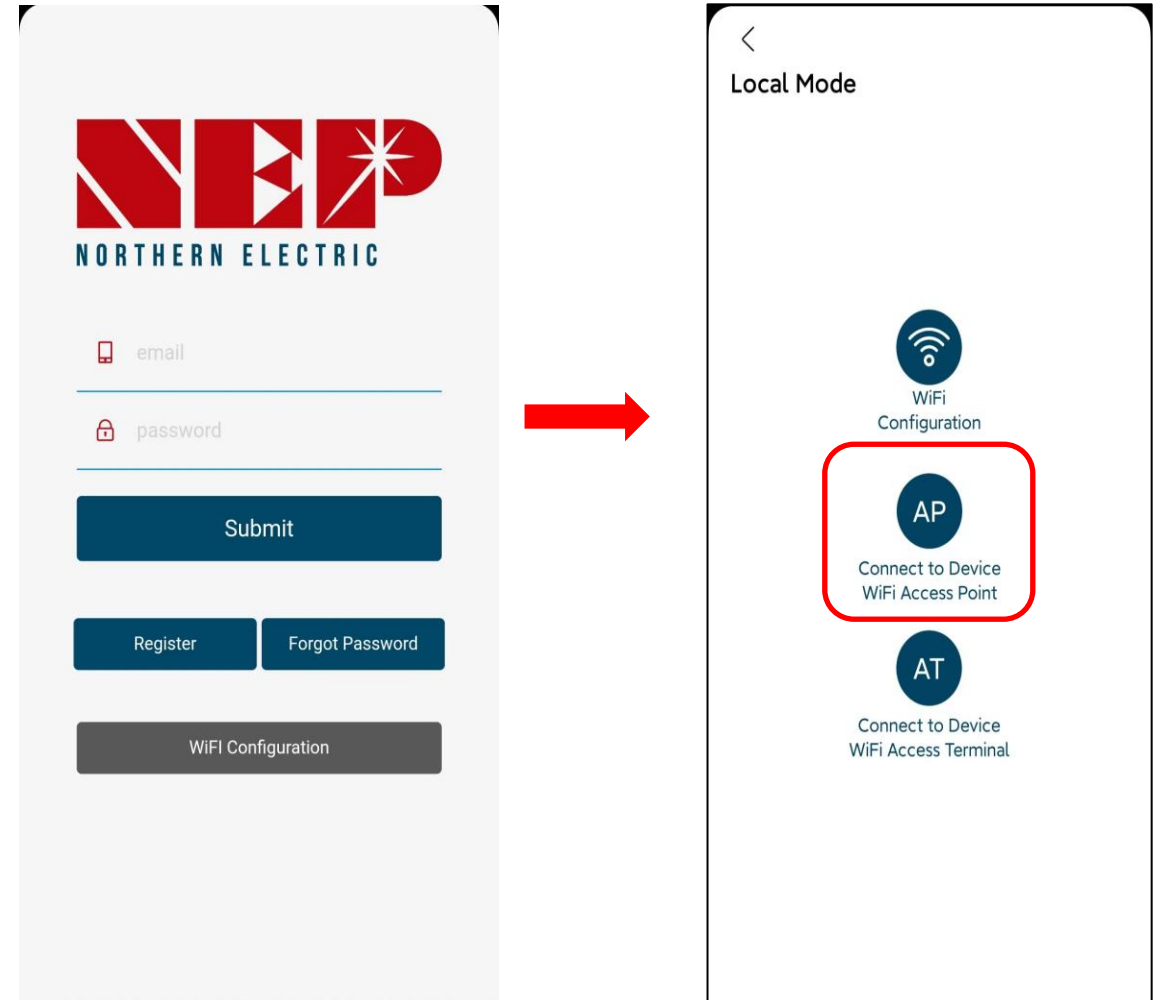 NEP
NORTHERN ELECTRIC
email
password
Submit
Register
Forgot Password
WiFI Configuration
Local Mode
WiFi
Configuration
AP
Connect to Device
WiFi Access Point
AT
Connect to Device
WiFi Access Terminal